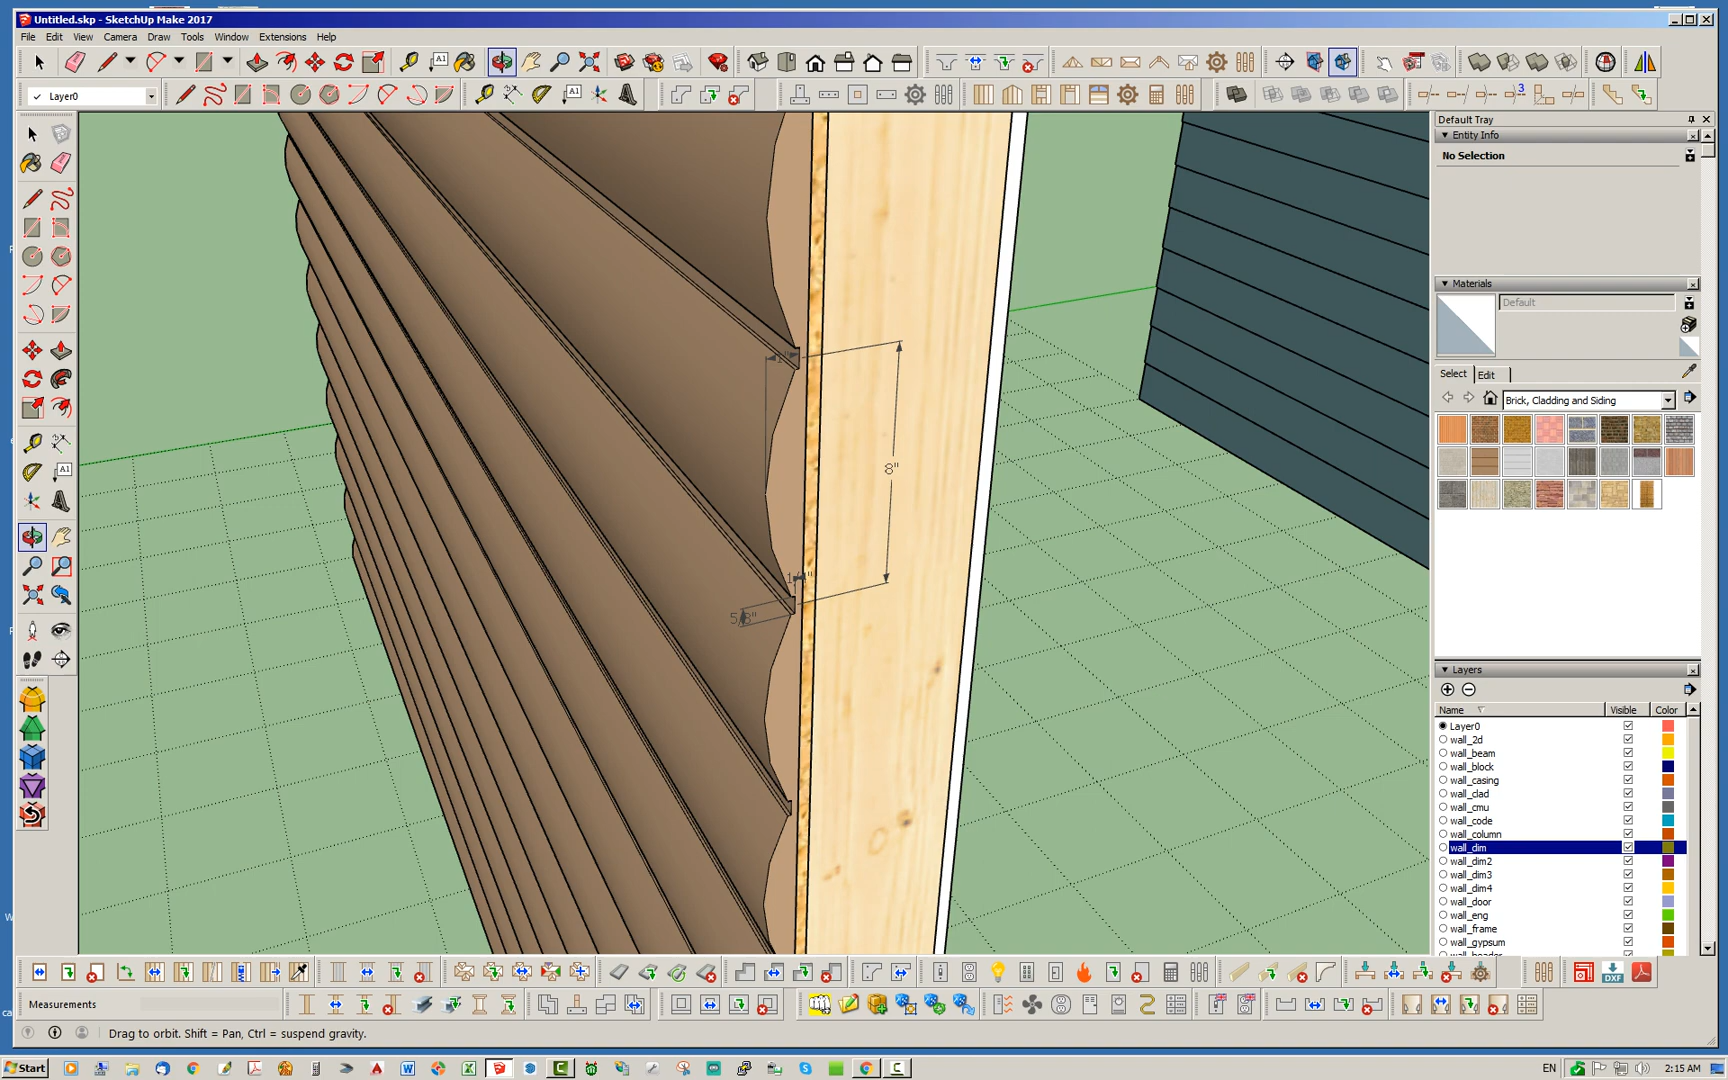 Untitled.skp - SketchUp Make 2017
File Edit View Camera Draw Tools Window Extensions Help
Layer0
Default Tray
Entity Info
No Selection
Materials
Default
Select Edit
Brick, Cladding and Siding
Layers
Name Visible Color
Layer0
wall_2d
wall_beam
wall_block
wall_casing
wall_clad
wall_cmu
wall_code
wall_column
wall_dim
wall_dim2
wall_dim3
wall_dim4
wall_door
wall_eng
wall_frame
wall_gypsum
8"
5/8"
Measurements
Drag to orbit. Shift = Pan, Ctrl = suspend gravity.
Start
EN
2:15 AM